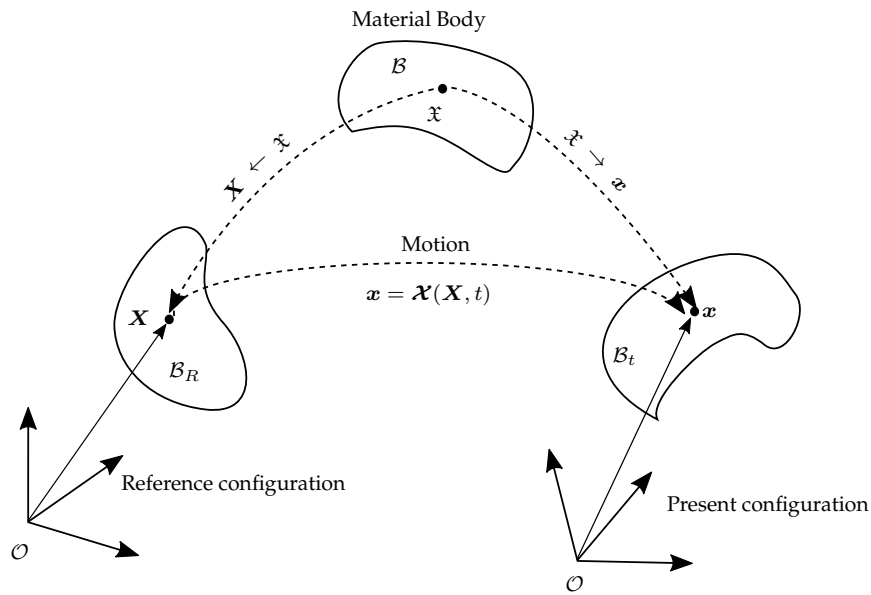 Material Body
ℬ
𝔛
𝑿 ← 𝔛
𝔛 → 𝒙
Motion
𝒙 = 𝓧(𝑿, t)
𝑿
𝒙
ℬ_R
ℬ_t
Reference configuration
Present configuration
𝒪
𝒪